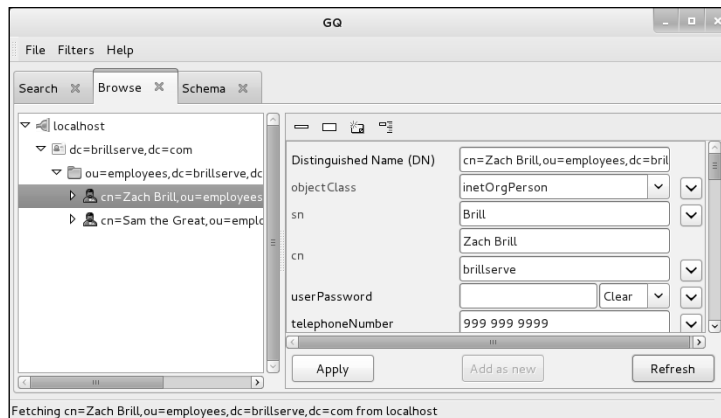 GQ
File Filters Help
Search Browse Schema
localhost
dc=brillserve,dc=com
ou=employees,dc=brillserve,dc
cn=Zach Brill,ou=employees
cn=Sam the Great,ou=emplo
Distinguished Name (DN) cn=Zach Brill,ou=employees,dc=bril
objectClass inetOrgPerson
sn Brill
Zach Brill
cn
brillserve
userPassword Clear
telephoneNumber 999 999 9999
Apply Add as new Refresh
Fetching cn=Zach Brill,ou=employees,dc=brillserve,dc=com from localhost